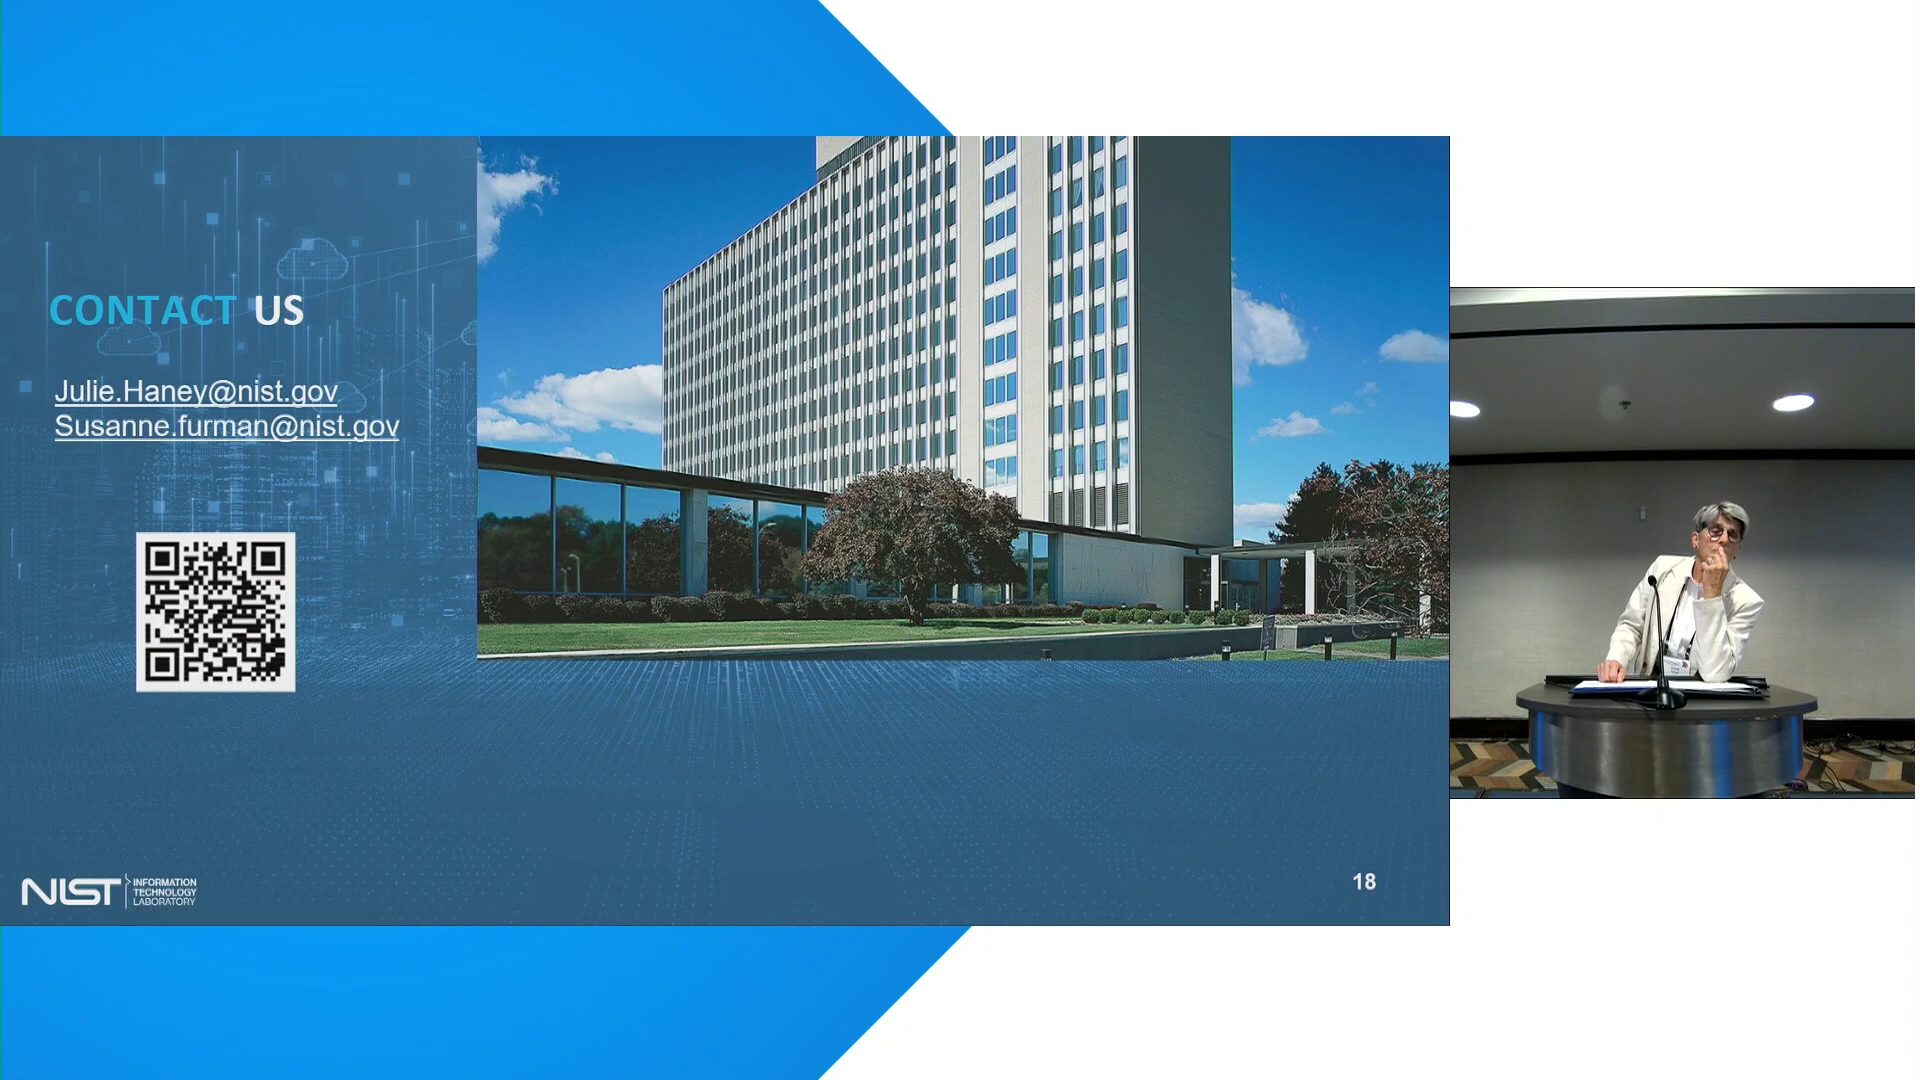 CONTACT US
Julie.Haney@nist.gov
Susanne.furman@nist.gov
NIST
INFORMATION
TECHNOLOGY
LABORATORY
18